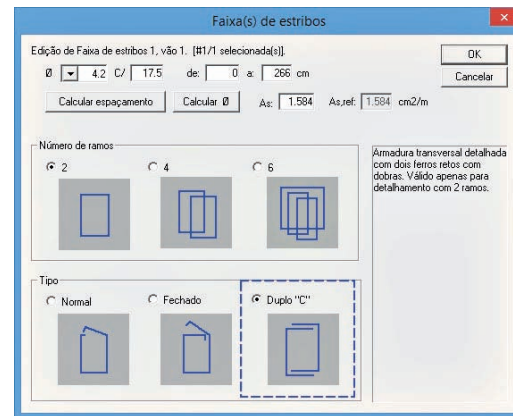 Faixa(s) de estribos
Edição de Faixa de estribos 1, vão 1. [#1/1 selecionada(s)].
OK
Ø 4.2 C/ 17.5 de: 0 a: 266 cm
Cancelar
Calcular espaçamento Calcular Ø As: 1.584 As,ref: 1.584 cm2/m
Número de ramos
2 4 6
Armadura transversal detalhada
com dois ferros retos com
dobras. Válido apenas para
detalhamento com 2 ramos.
Tipo
Normal Fechado Duplo "C"